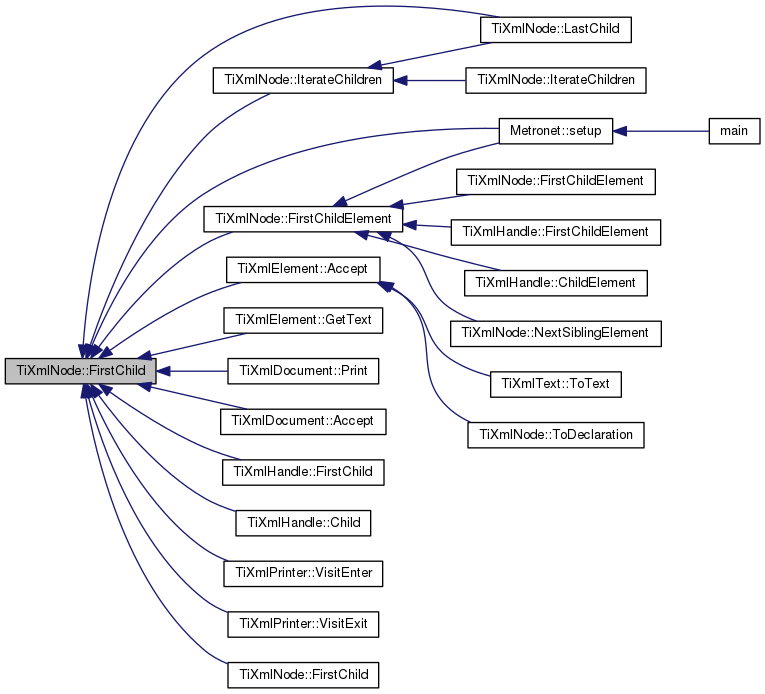 TiXmlNode::LastChild
TiXmlNode::IterateChildren
TiXmlNode::IterateChildren
Metronet::setup
main
TiXmlNode::FirstChildElement
TiXmlNode::FirstChildElement
TiXmlHandle::FirstChildElement
TiXmlElement::Accept
TiXmlHandle::ChildElement
TiXmlElement::GetText
TiXmlNode::NextSiblingElement
TiXmlNode::FirstChild
TiXmlDocument::Print
TiXmlText::ToText
TiXmlDocument::Accept
TiXmlNode::ToDeclaration
TiXmlHandle::FirstChild
TiXmlHandle::Child
TiXmlPrinter::VisitEnter
TiXmlPrinter::VisitExit
TiXmlNode::FirstChild